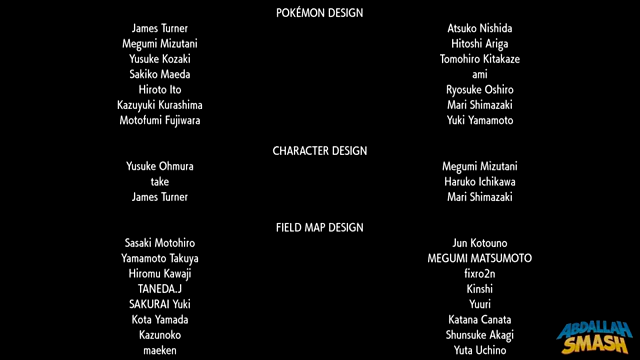 POKÉMON DESIGN
James Turner Atsuko Nishida
Megumi Mizutani Hitoshi Ariga
Yusuke Kozaki Tomohiro Kitakaze
Sakiko Maeda ami
Hiroto Ito Ryosuke Oshiro
Kazuyuki Kurashima Mari Shimazaki
Motofumi Fujiwara Yuki Yamamoto
CHARACTER DESIGN
Yusuke Ohmura Megumi Mizutani
take Haruko Ichikawa
James Turner Mari Shimazaki
FIELD MAP DESIGN
Sasaki Motohiro Jun Kotouno
Yamamoto Takuya MEGUMI MATSUMOTO
Hiromu Kawaji fixro2n
TANEDA.J Kinshi
SAKURAI Yuki Yuuri
Kota Yamada Katana Canata
Kazunoko Shunsuke Akagi
maeken Yuta Uchino
ABDALLAH
SMASH